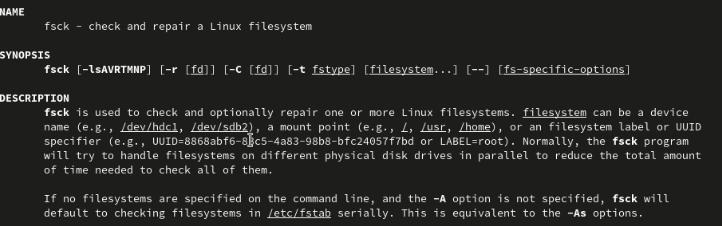 NAME
fsck - check and repair a Linux filesystem
SYNOPSIS
fsck [-lsAVRTMNP] [-r [fd]] [-C [fd]] [-t fstype] [filesystem...] [--] [fs-specific-options]
DESCRIPTION
fsck is used to check and optionally repair one or more Linux filesystems. filesystem can be a device
name (e.g., /dev/hdc1, /dev/sdb2), a mount point (e.g., /, /usr, /home), or an filesystem label or UUID
specifier (e.g., UUID=8868abf6-88c5-4a83-98b8-bfc24057f7bd or LABEL=root). Normally, the fsck program
will try to handle filesystems on different physical disk drives in parallel to reduce the total amount
of time needed to check all of them.
If no filesystems are specified on the command line, and the -A option is not specified, fsck will
default to checking filesystems in /etc/fstab serially. This is equivalent to the -As options.